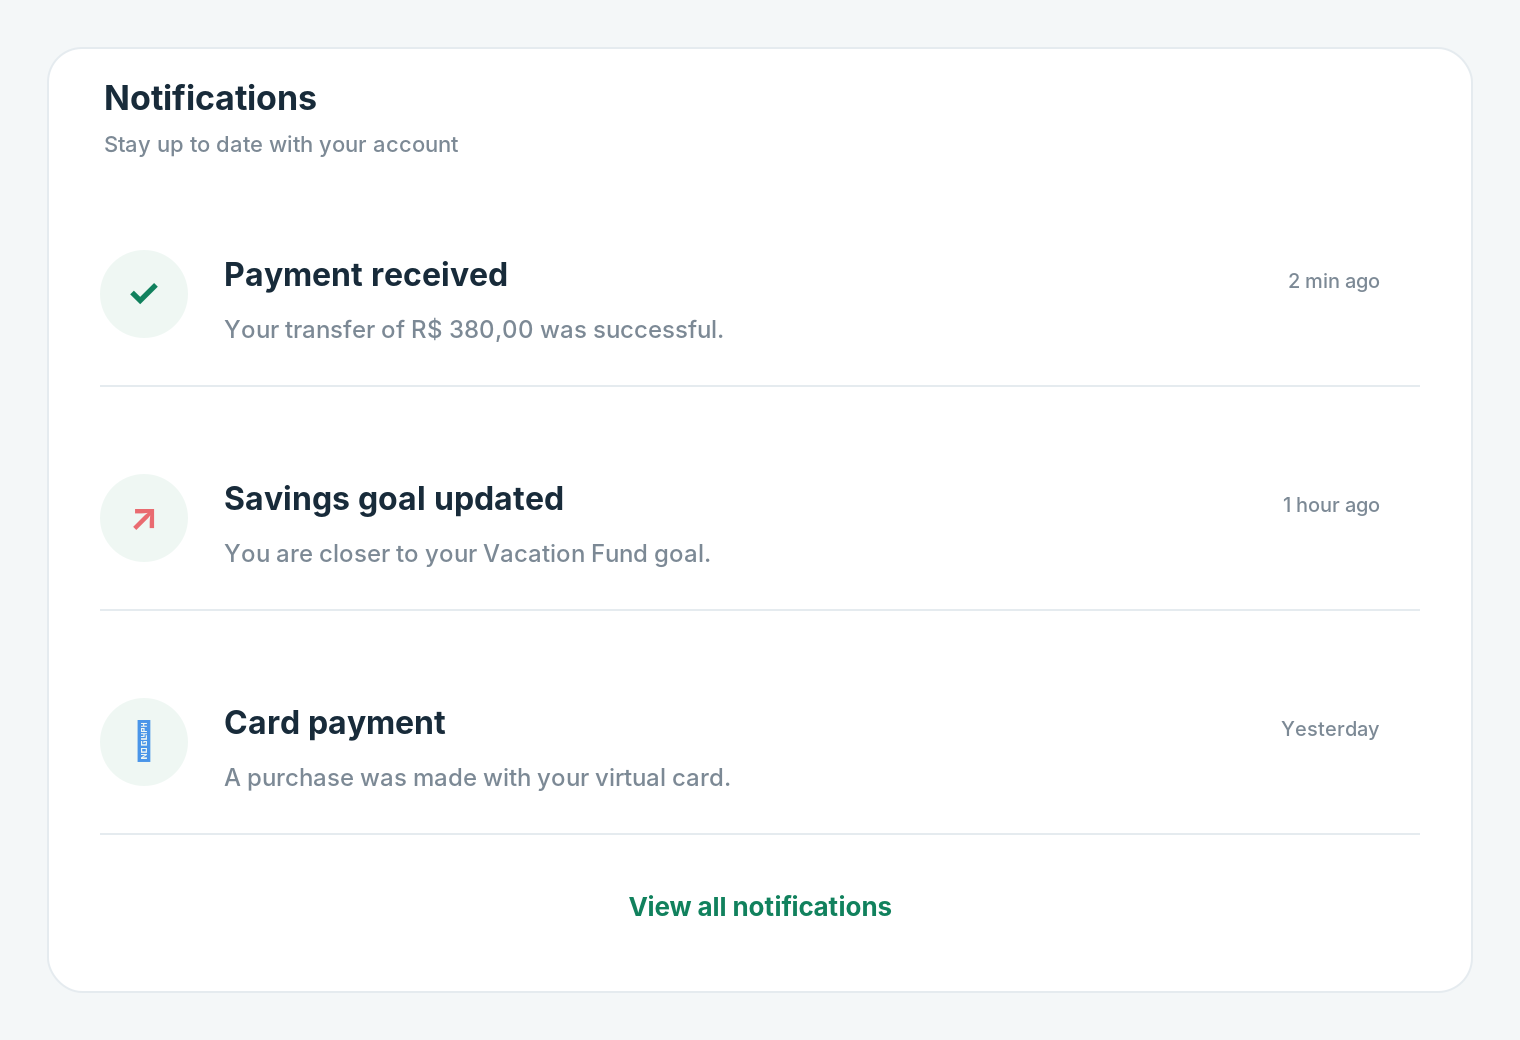 Notifications
Stay up to date with your account
Payment received
2 min ago
Your transfer of R$ 380,00 was successful.
Savings goal updated
1 hour ago
You are closer to your Vacation Fund goal.
NO GLYPH
Card payment
Yesterday
A purchase was made with your virtual card.
View all notifications